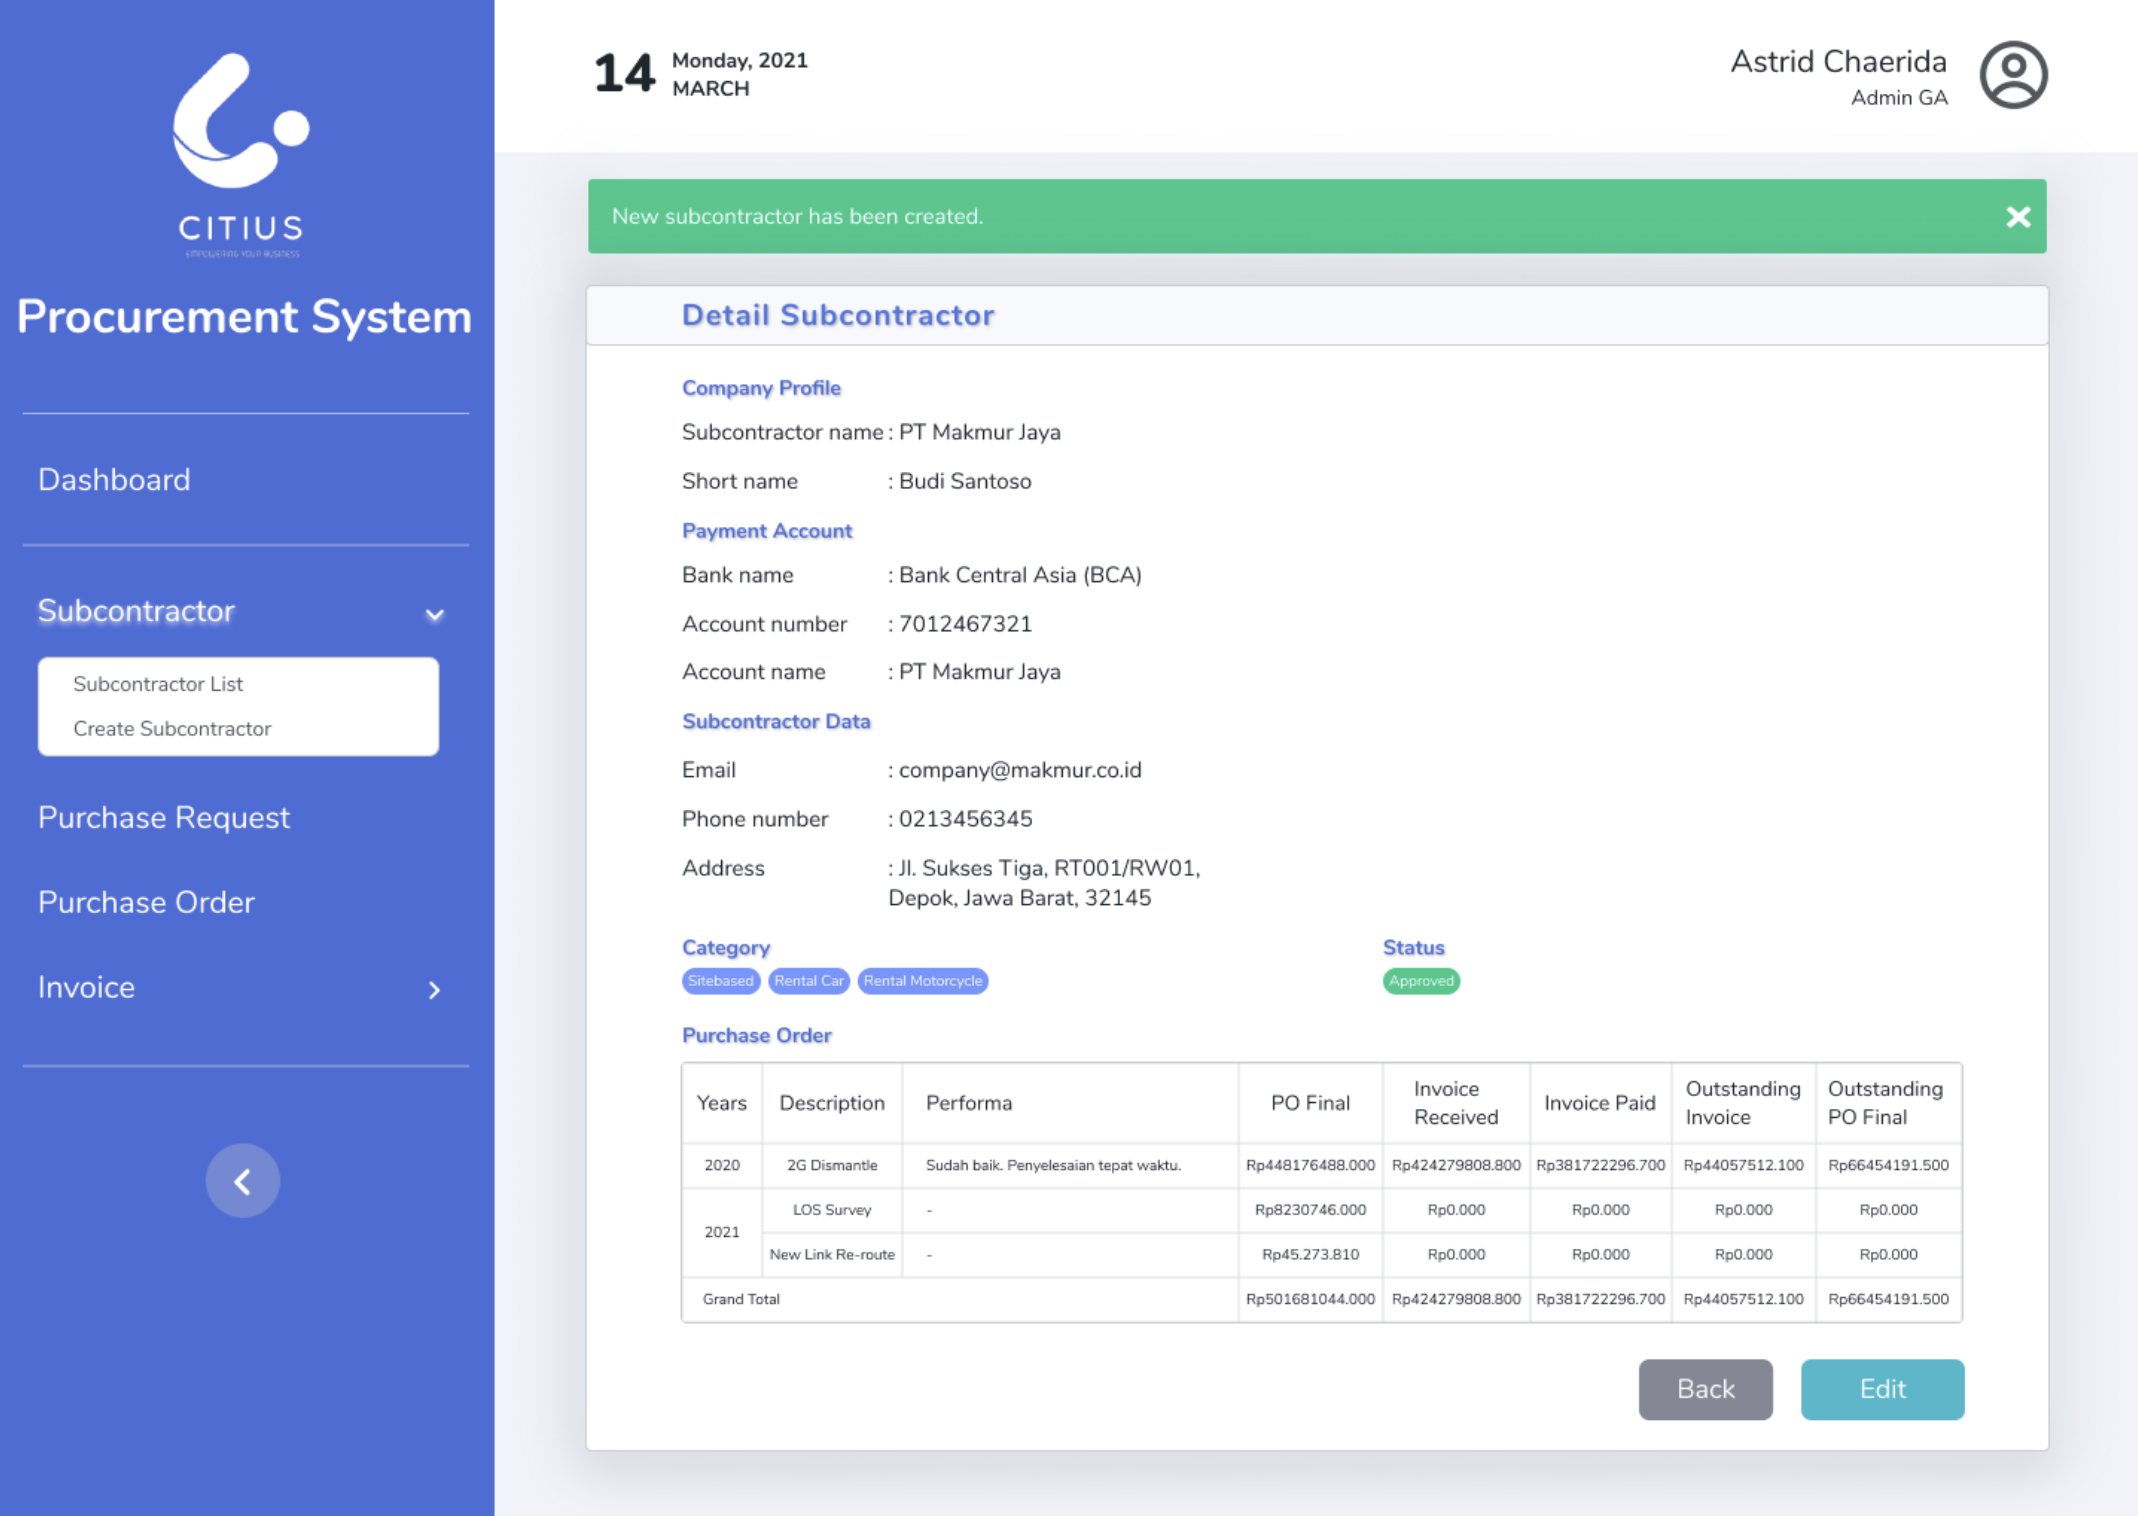 CITIUS
EMPOWERING YOUR BUSINESS
Procurement System
Dashboard
Subcontractor
Subcontractor List
Create Subcontractor
Purchase Request
Purchase Order
Invoice
14 Monday, 2021
MARCH
Astrid Chaerida
Admin GA
New subcontractor has been created.
Detail Subcontractor
Company Profile
Subcontractor name : PT Makmur Jaya
Short name : Budi Santoso
Payment Account
Bank name : Bank Central Asia (BCA)
Account number : 7012467321
Account name : PT Makmur Jaya
Subcontractor Data
Email : company@makmur.co.id
Phone number : 0213456345
Address : Jl. Sukses Tiga, RT001/RW01,
Depok, Jawa Barat, 32145
Category Status
Sitebased Rental Car Rental Motorcycle Approved
Purchase Order
Years Description Performa PO Final Invoice Received Invoice Paid Outstanding Invoice Outstanding PO Final
2020 2G Dismantle Sudah baik. Penyelesaian tepat waktu. Rp448176488.000 Rp424279808.800 Rp381722296.700 Rp44057512.100 Rp66454191.500
2021 LOS Survey - Rp8230746.000 Rp0.000 Rp0.000 Rp0.000 Rp0.000
New Link Re-route - Rp45.273.810 Rp0.000 Rp0.000 Rp0.000 Rp0.000
Grand Total Rp501681044.000 Rp424279808.800 Rp381722296.700 Rp44057512.100 Rp66454191.500
Back Edit